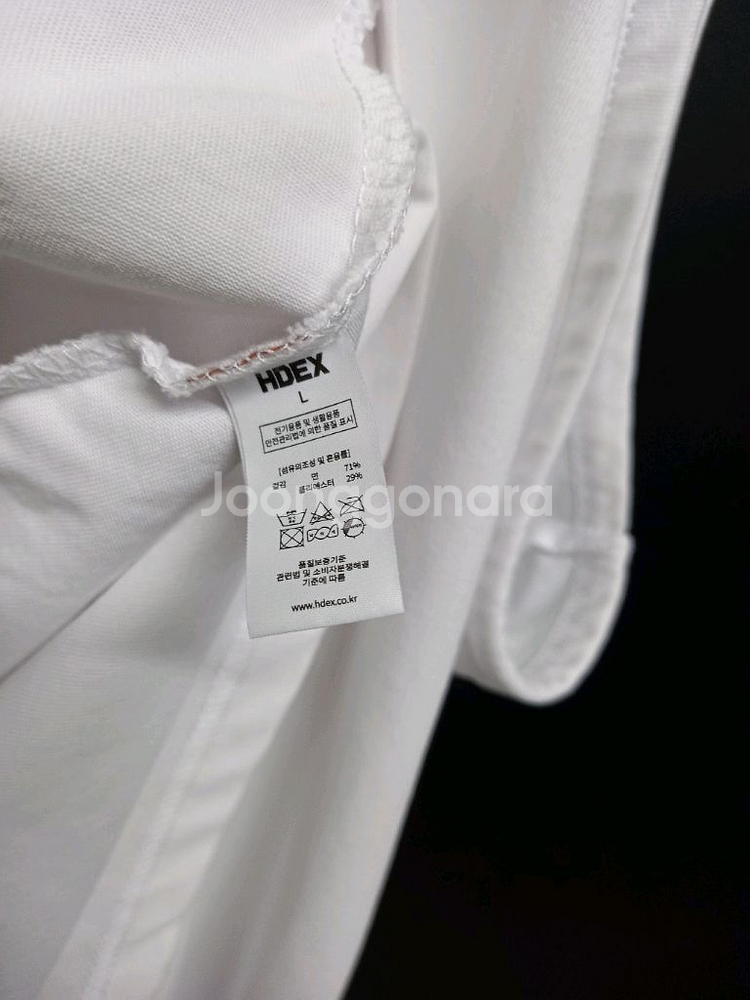 HDEX
L
전기용품 및 생활용품
안전관리법에 의한 품질 표시
[섬유의조성 및 혼용률]
겉감 면 71%
폴리에스터 29%
Joonggonara
품질보증기준
관련법 및 소비자분쟁해결
기준에 따름
www.hdex.co.kr